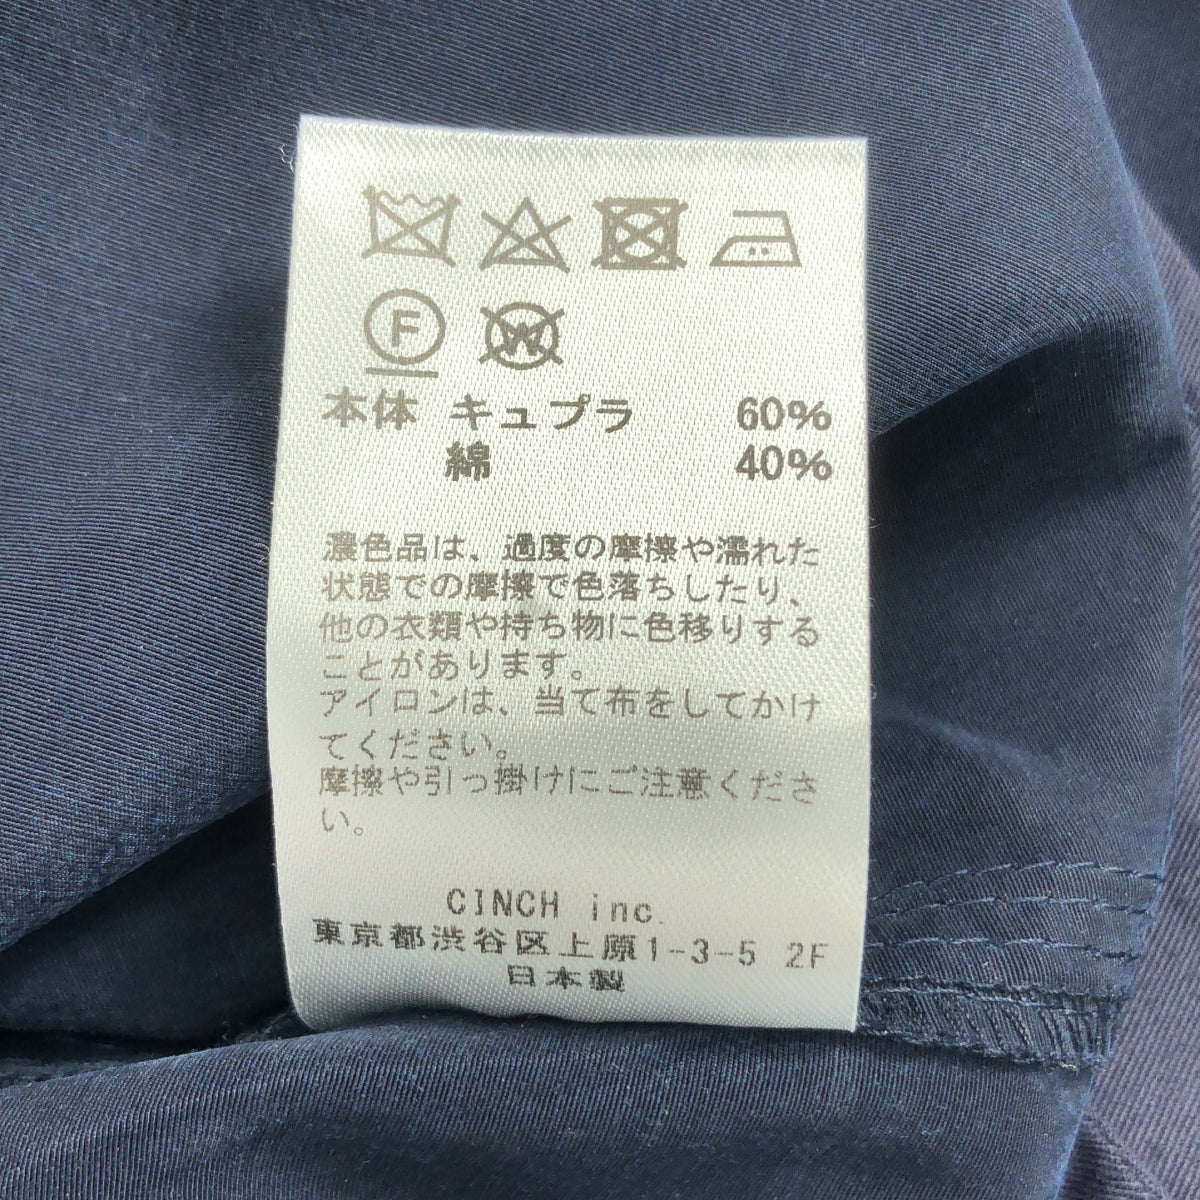 F W
本体 キュプラ 60%
綿 40%
濃色品は、過度の摩擦や濡れた
状態での摩擦で色落ちしたり、
他の衣類や持ち物に色移りする
ことがあります。
アイロンは、当て布をしてかけ
てください。
摩擦や引っ掛けにご注意くださ
い。
CINCH inc.
東京都渋谷区上原1-3-5 2F
日本製